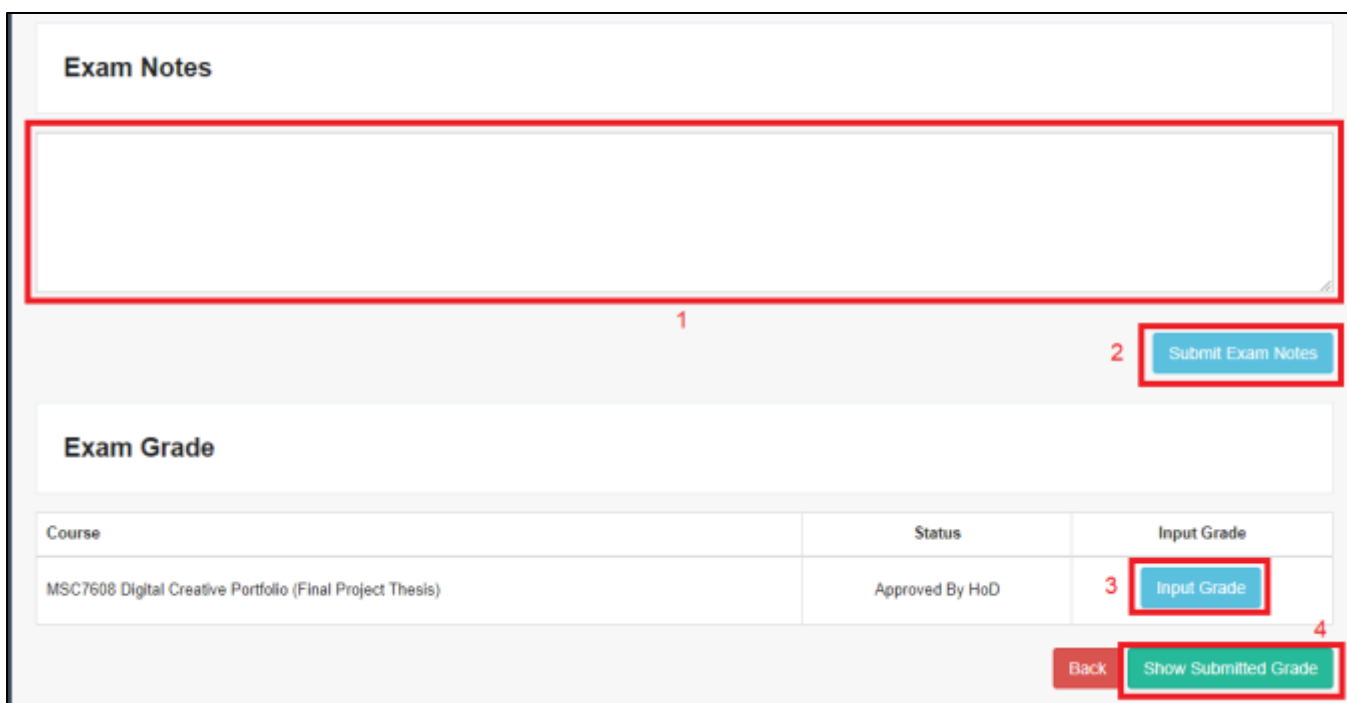 Exam Notes
1
2 Submit Exam Notes
Exam Grade
Course Status Input Grade
MSC7608 Digital Creative Portfolio (Final Project Thesis) Approved By HoD 3 Input Grade
4
Back Show Submitted Grade